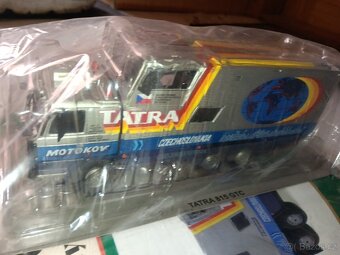 TATRA
MOTOKOV
CZECHOSLOVAKIA
TATRA 815 GTC